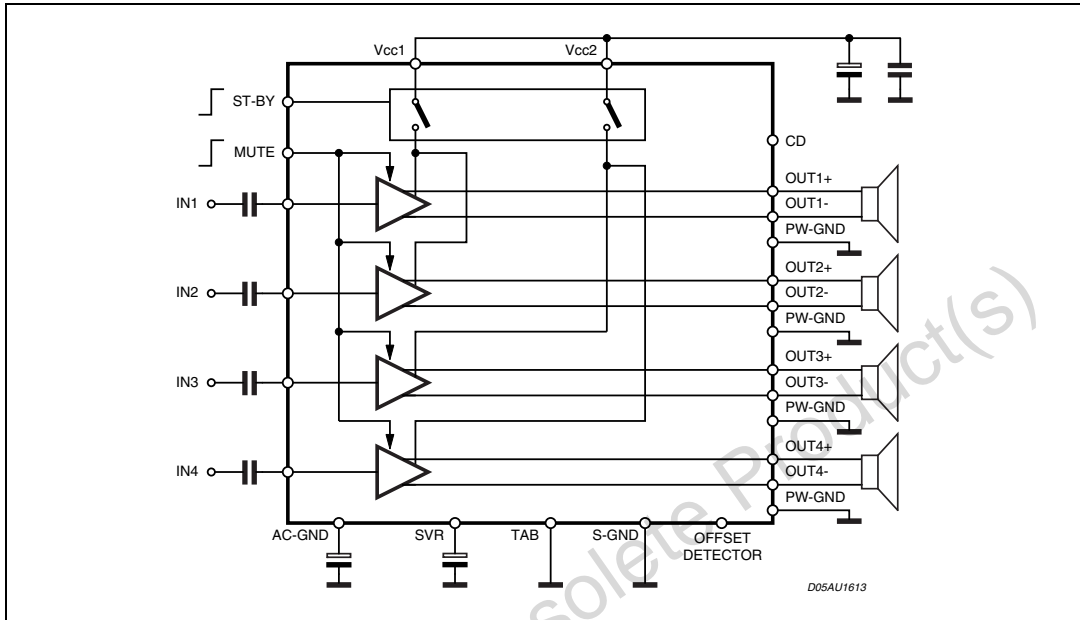 Vcc1 Vcc2
ST-BY
CD
MUTE
OUT1+
IN1
OUT1-
PW-GND
OUT2+
IN2
OUT2-
PW-GND
OUT3+
IN3
OUT3-
PW-GND
OUT4+
IN4
OUT4-
PW-GND
AC-GND SVR TAB S-GND OFFSET
DETECTOR
D05AU1613
solete Product(s)